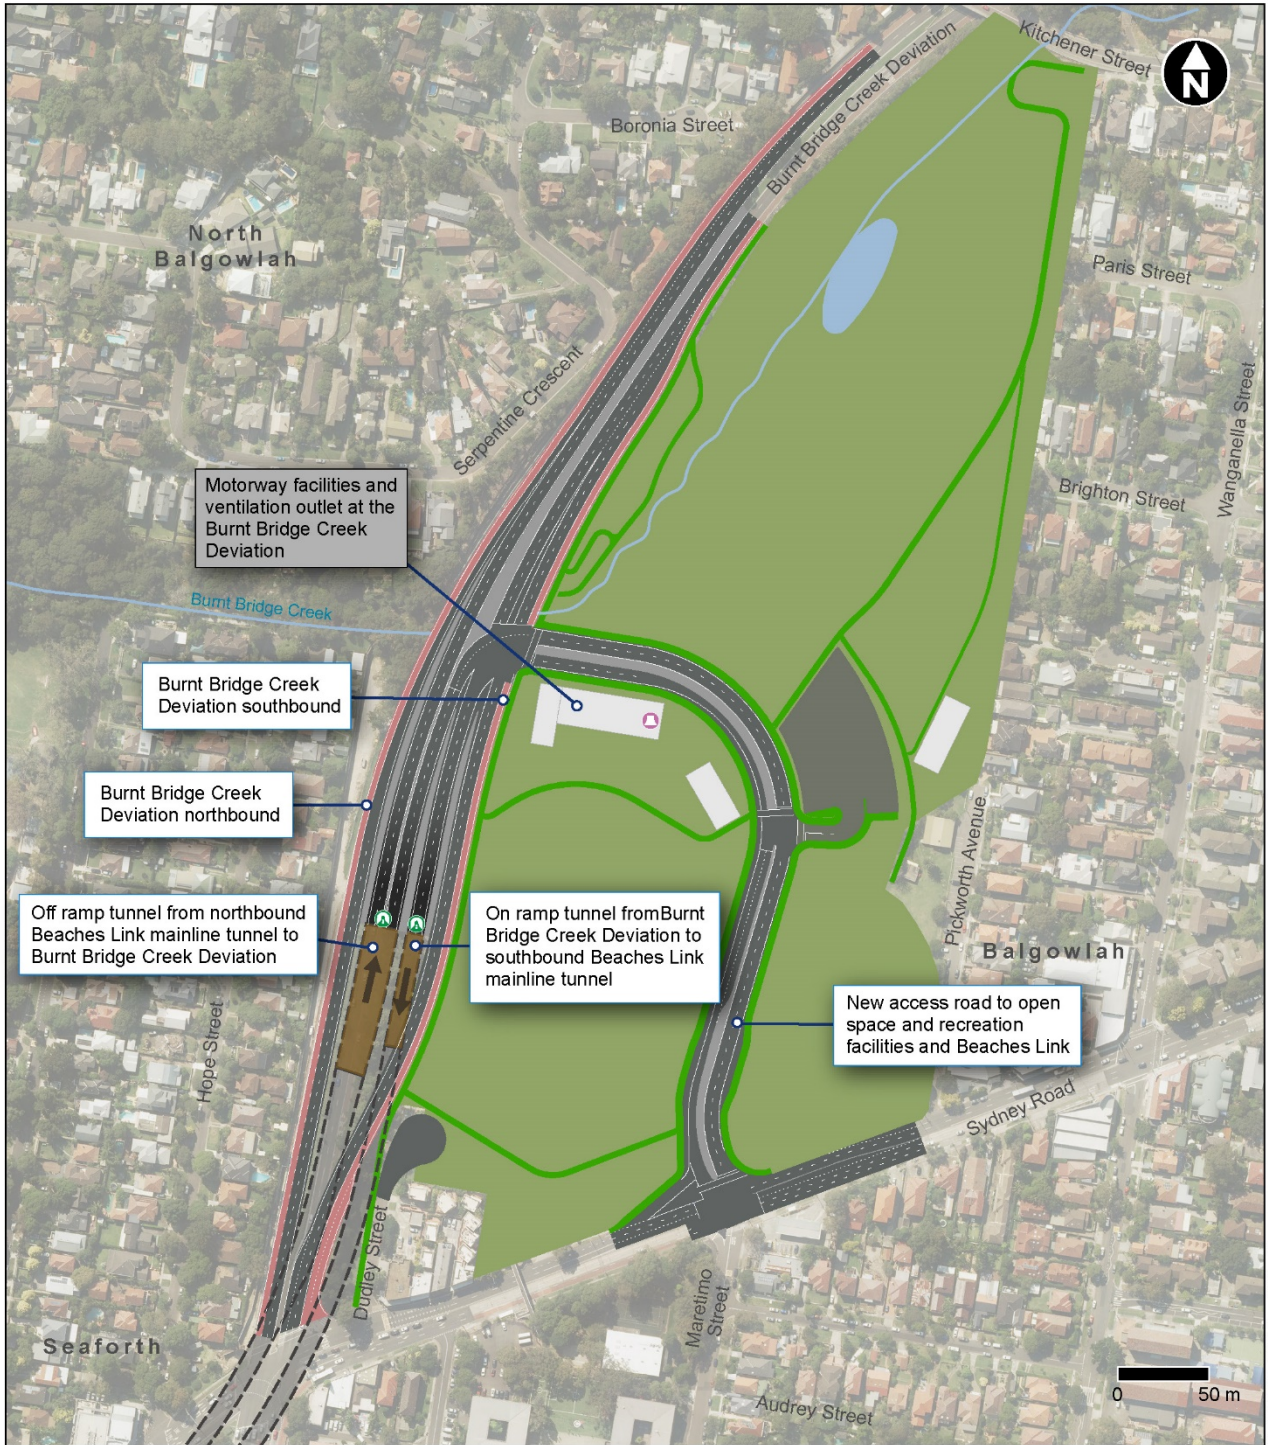 Kitchener Street
N
Burnt Bridge Creek Deviation
Boronia Street
North
Balgowlah
Paris Street
Serpentine Crescent
Wanganella Street
Motorway facilities and
ventilation outlet at the
Burnt Bridge Creek
Deviation
Brighton Street
Burnt Bridge Creek
Burnt Bridge Creek
Deviation southbound
Burnt Bridge Creek
Deviation northbound
Pickworth Avenue
Off ramp tunnel from northbound
Beaches Link mainline tunnel to
Burnt Bridge Creek Deviation
On ramp tunnel fromBurnt
Bridge Creek Deviation to
southbound Beaches Link
mainline tunnel
Balgowlah
New access road to open
space and recreation
facilities and Beaches Link
Hope Street
Sydney Road
Dudley Street
Maretimo
Street
Seaforth
Audrey Street
0 50 m